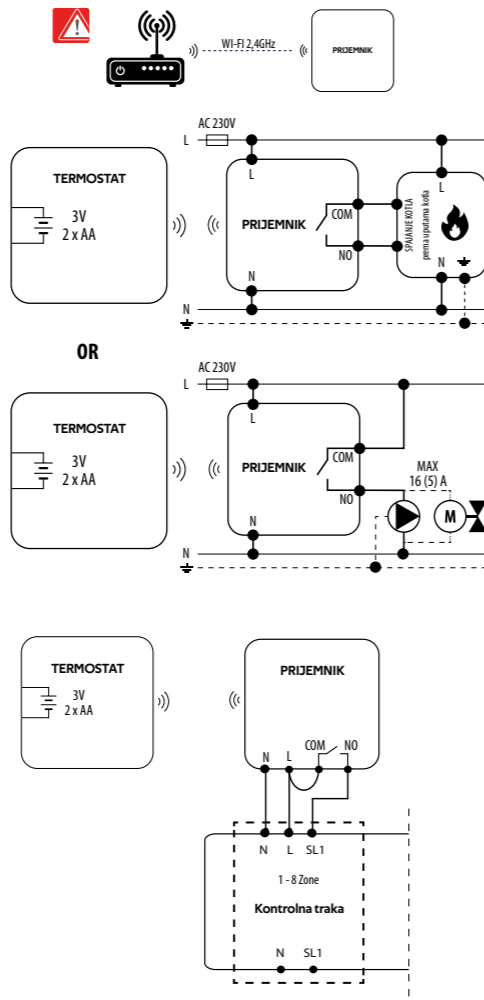 WI-FI 2,4GHz
PRIJEMNIK
AC 230V
L
TERMOSTAT
3V
2 x AA
L
PRIJEMNIK
COM
NO
N
L
SPAJANJE KOTLA
prema uputama kotla
N
N
OR
AC 230V
L
TERMOSTAT
3V
2 x AA
L
PRIJEMNIK
COM
NO
N
MAX
16 (5) A
M
N
TERMOSTAT
3V
2 x AA
PRIJEMNIK
N L COM NO
N L SL1
1 - 8 Zone
Kontrolna traka
N SL1